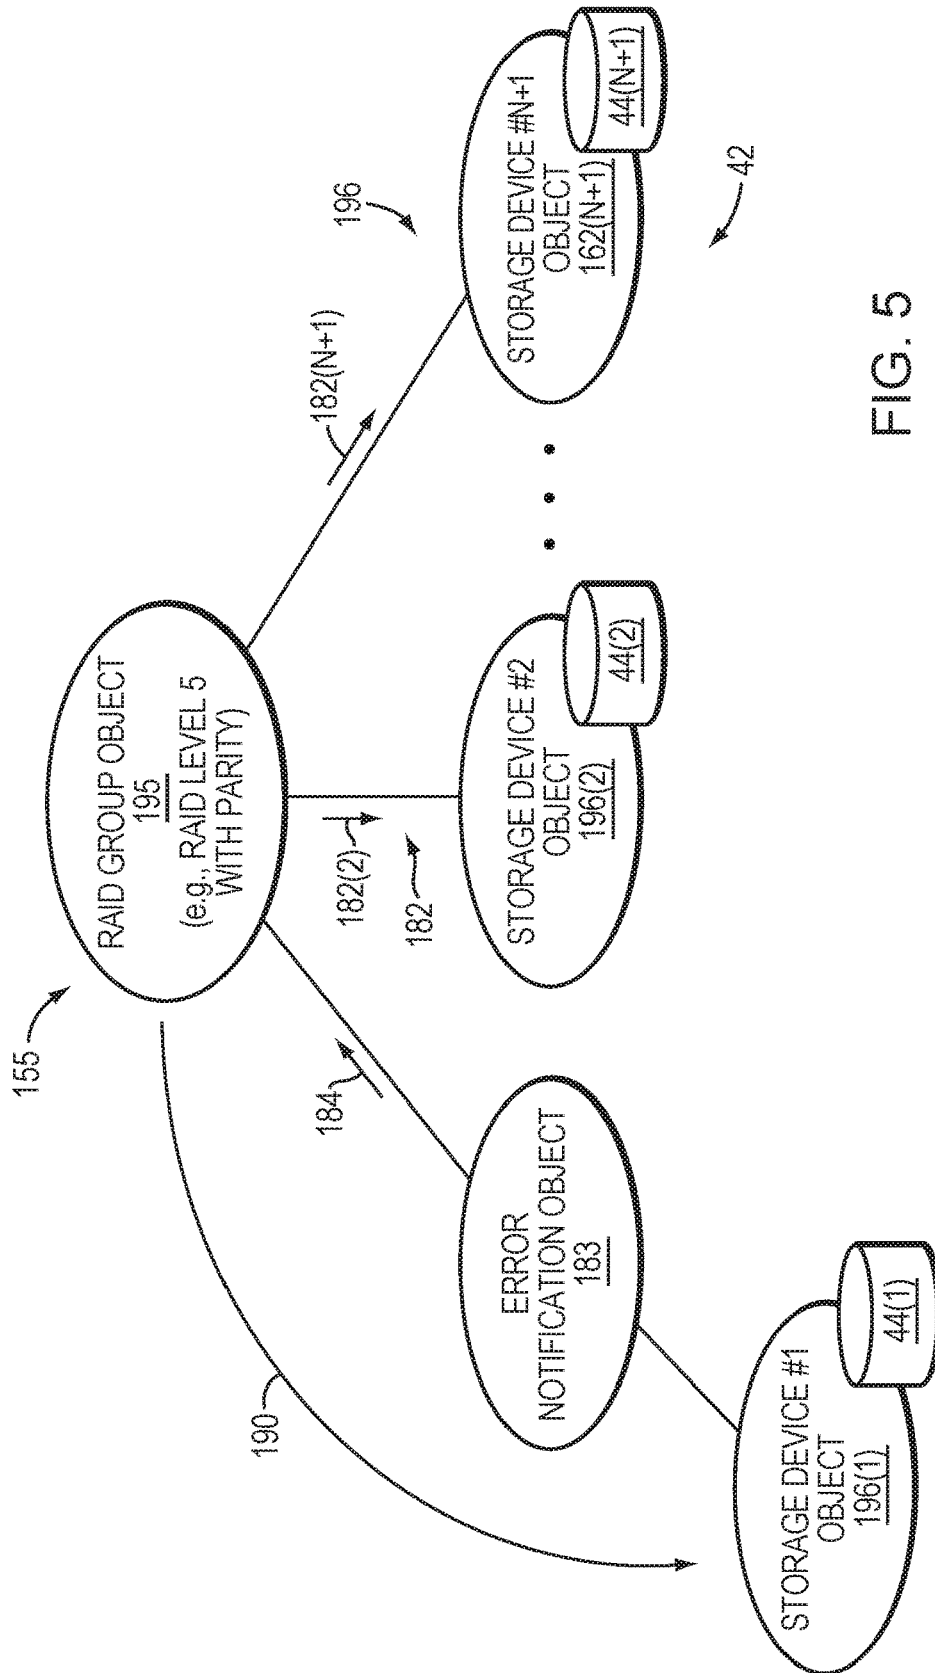 155
RAID GROUP OBJECT
195
(e.g., RAID LEVEL 5
WITH PARITY)
190
184
182(2)
182
182(N+1)
196
ERROR
NOTIFICATION OBJECT
183
STORAGE DEVICE #2
OBJECT
196(2)
44(2)
STORAGE DEVICE #N+1
OBJECT
162(N+1)
44(N+1)
42
STORAGE DEVICE #1
OBJECT
196(1)
44(1)
FIG. 5